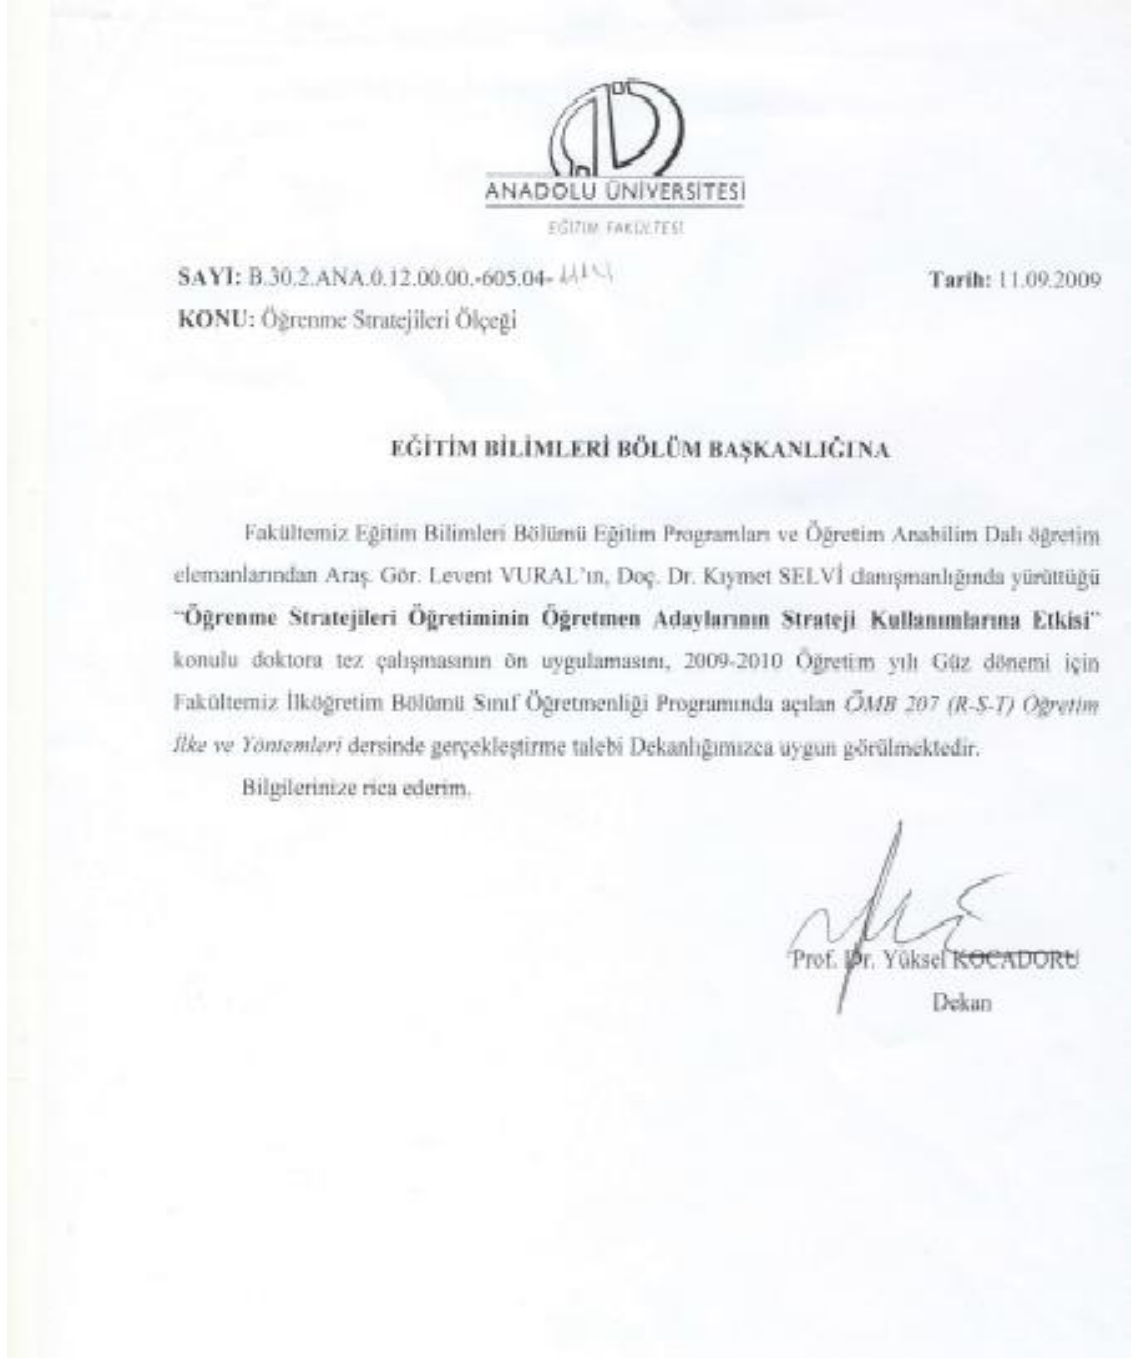 ANADOLU ÜNİVERSİTESİ
EĞİTİM FAKÜLTESİ
SAYI: B.30.2.ANA.0.12.00.00.-605.04-
Tarih: 11.09.2009
KONU: Öğrenme Stratejileri Ölçeği
EĞİTİM BİLİMLERİ BÖLÜM BAŞKANLIĞINA
Fakültemiz Eğitim Bilimleri Bölümü Eğitim Programları ve Öğretim Anabilim Dalı öğretim
elemanlarından Araş. Gör. Levent VURAL'ın, Doç. Dr. Kıymet SELVİ danışmanlığında yürüttüğü
"Öğrenme Stratejileri Öğretiminin Öğretmen Adaylarının Strateji Kullanımlarına Etkisi"
konulu doktora tez çalışmasının ön uygulamasını, 2009-2010 Öğretim yılı Güz dönemi için
Fakültemiz İlköğretim Bölümü Sınıf Öğretmenliği Programında açılan ÖMB 207 (R-S-T) Öğretim
İlke ve Yöntemleri dersinde gerçekleştirme talebi Dekanlığımızca uygun görülmektedir.
Bilgilerinize rica ederim.
Prof. Dr. Yüksel KOCADORU
Dekan